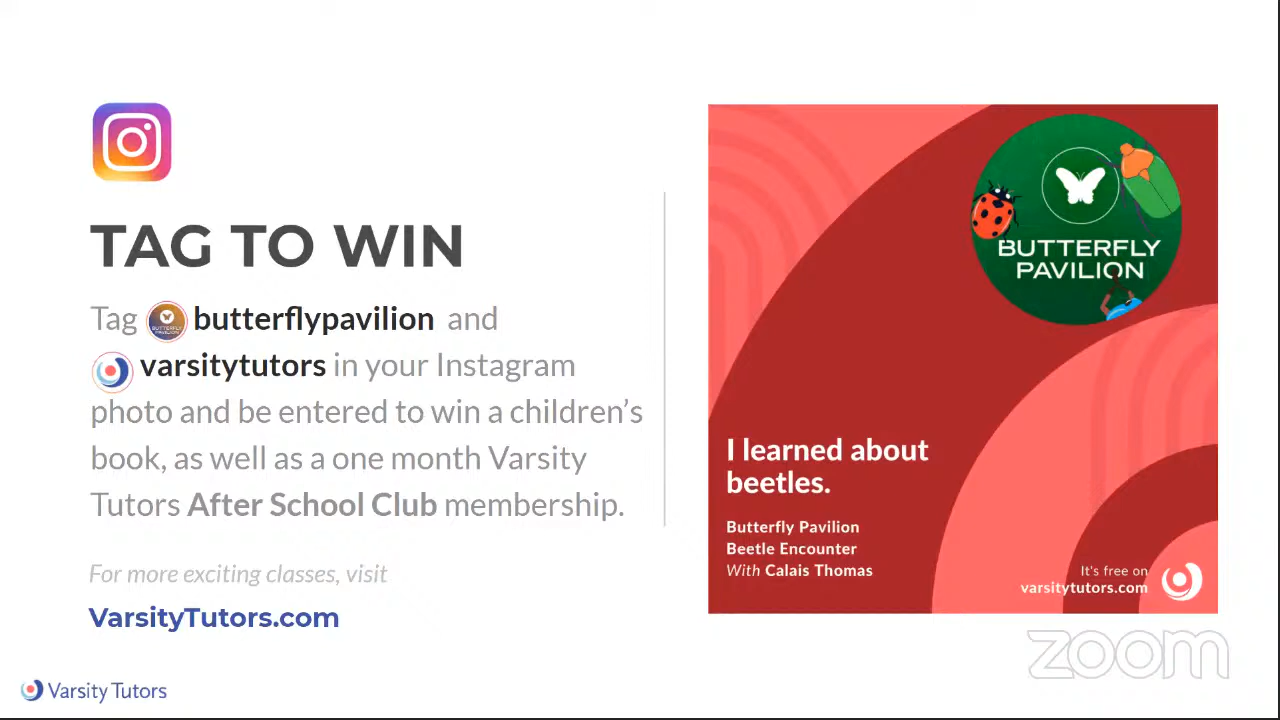 TAG TO WIN
Tag butterflypavilion and
varsitytutors in your Instagram
photo and be entered to win a children's
book, as well as a one month Varsity
Tutors After School Club membership.
For more exciting classes, visit
VarsityTutors.com
Varsity Tutors
BUTTERFLY
PAVILION
I learned about
beetles.
Butterfly Pavilion
Beetle Encounter
With Calais Thomas
It's free on
varsitytutors.com
zoom